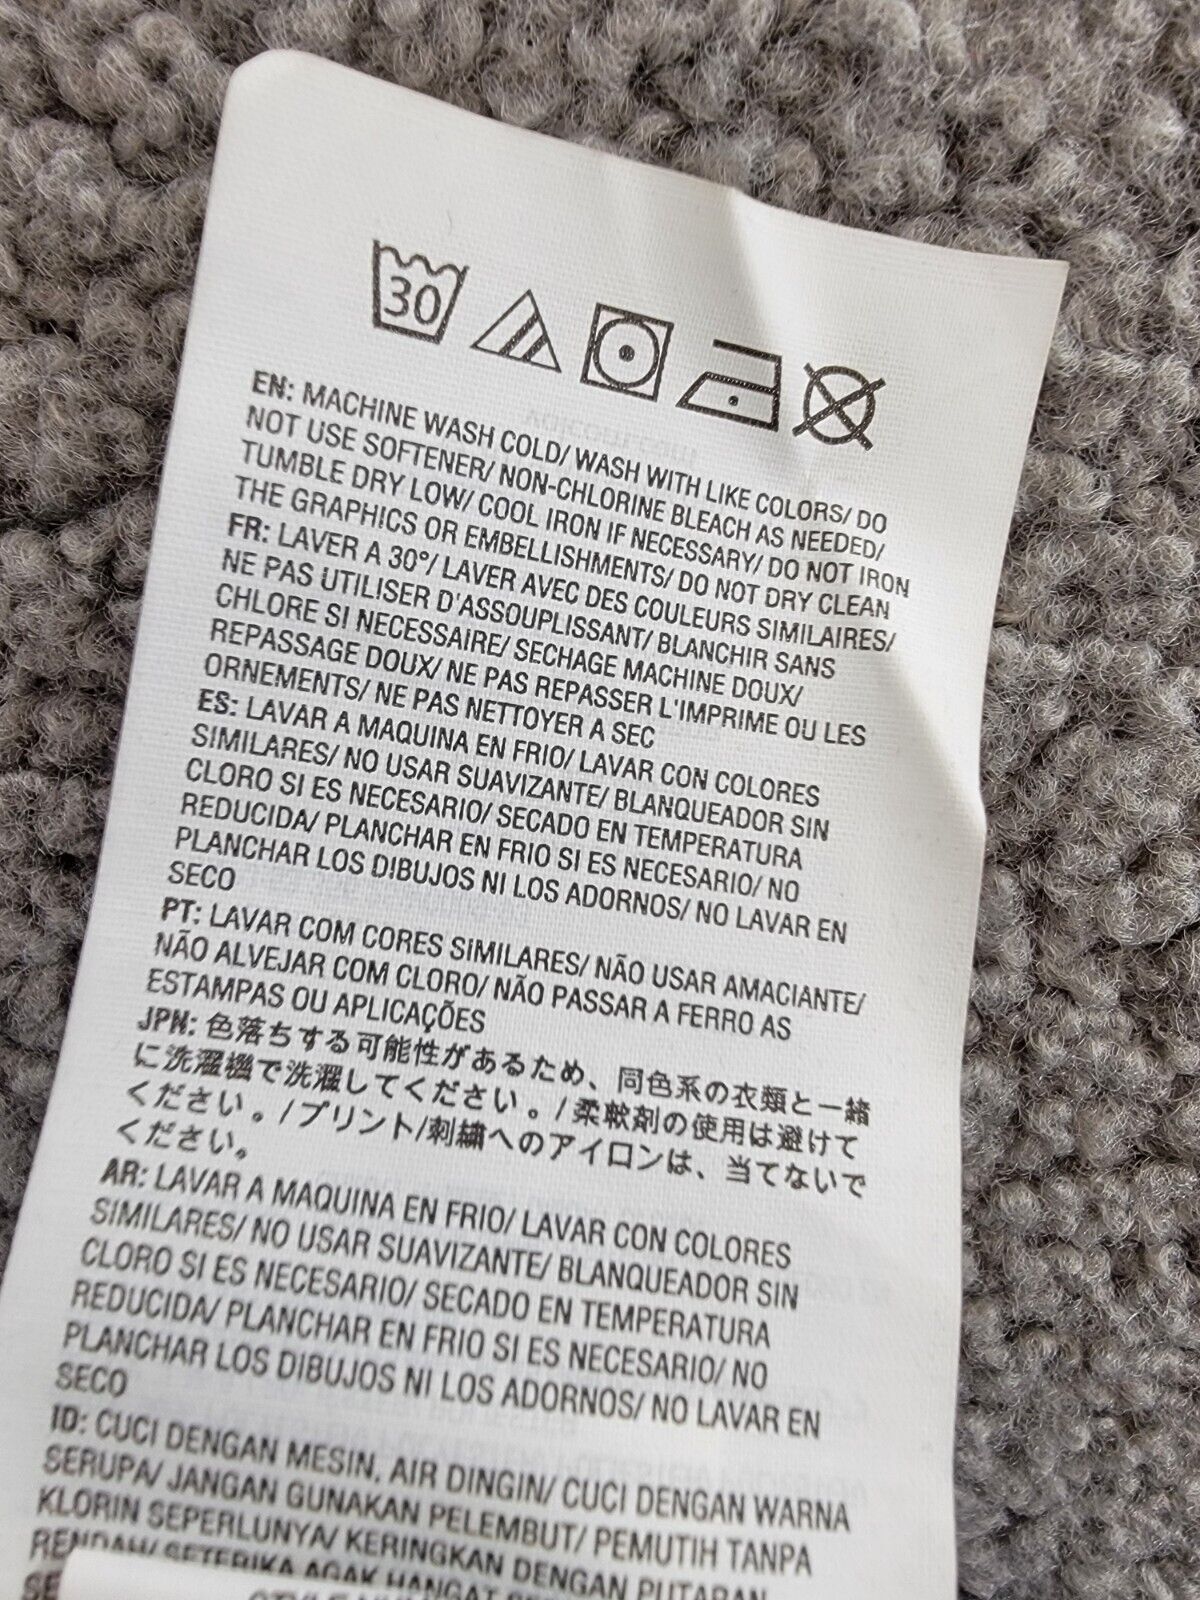 30
EN: MACHINE WASH COLD/ WASH WITH LIKE COLORS/ DO
NOT USE SOFTENER/ NON-CHLORINE BLEACH AS NEEDED/
TUMBLE DRY LOW/ COOL IRON IF NECESSARY/ DO NOT IRON
THE GRAPHICS OR EMBELLISHMENTS/ DO NOT DRY CLEAN
FR: LAVER A 30°/ LAVER AVEC DES COULEURS SIMILAIRES/
NE PAS UTILISER D'ASSOUPLISSANT/ BLANCHIR SANS
CHLORE SI NECESSAIRE/ SECHAGE MACHINE DOUX/
REPASSAGE DOUX/ NE PAS REPASSER L'IMPRIME OU LES
ORNEMENTS/ NE PAS NETTOYER A SEC
ES: LAVAR A MAQUINA EN FRIO/ LAVAR CON COLORES
SIMILARES/ NO USAR SUAVIZANTE/ BLANQUEADOR SIN
CLORO SI ES NECESARIO/ SECADO EN TEMPERATURA
REDUCIDA/ PLANCHAR EN FRIO SI ES NECESARIO/ NO
PLANCHAR LOS DIBUJOS NI LOS ADORNOS/ NO LAVAR EN
SECO
PT: LAVAR COM CORES SIMILARES/ NÃO USAR AMACIANTE/
NÃO ALVEJAR COM CLORO/ NÃO PASSAR A FERRO AS
ESTAMPAS OU APLICAÇÕES
JPN: 色落ちする可能性があるため、同色系の衣類と一緒
に洗濯機で洗濯してください。/柔軟剤の使用は避けて
ください。/プリント/刺繍へのアイロンは、当てないで
ください。
AR: LAVAR A MAQUINA EN FRIO/ LAVAR CON COLORES
SIMILARES/ NO USAR SUAVIZANTE/ BLANQUEADOR SIN
CLORO SI ES NECESARIO/ SECADO EN TEMPERATURA
REDUCIDA/ PLANCHAR EN FRIO SI ES NECESARIO/ NO
PLANCHAR LOS DIBUJOS NI LOS ADORNOS/ NO LAVAR EN
SECO
ID: CUCI DENGAN MESIN, AIR DINGIN/ CUCI DENGAN WARNA
SERUPA/ JANGAN GUNAKAN PELEMBUT/ PEMUTIH TANPA
KLORIN SEPERLUNYA/ KERINGKAN DENGAN PUTARAN
RENDAH/ SETERIKA AGAK HANGAT